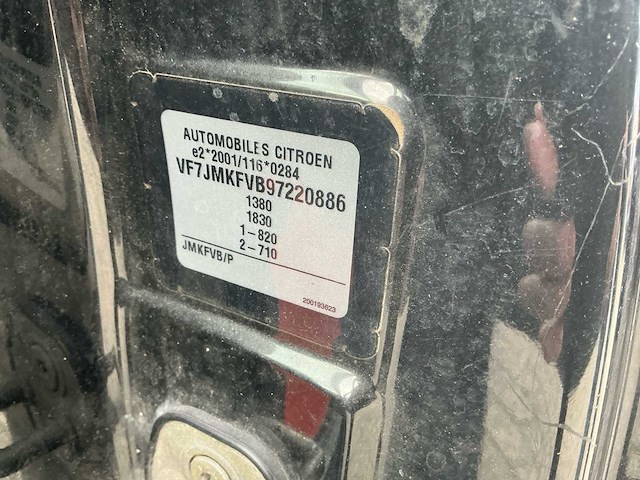 AUTOMOBILES CITROEN
e2*2001/116*0284
VF7JMKFVB97220886
1380
1830
1-820
2-710
JMKFVB/P
200193623